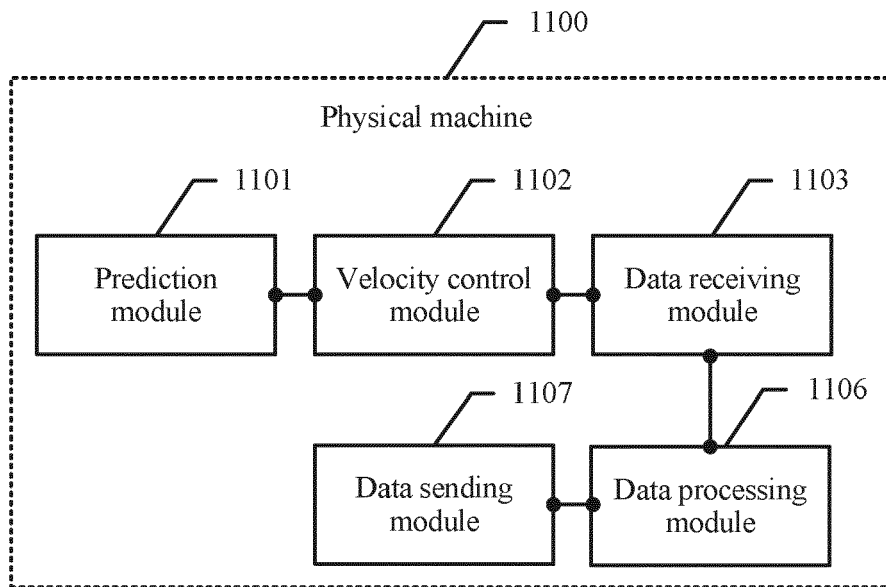 1100
Physical machine
1101
1102
1103
Prediction
module
Velocity control
module
Data receiving
module
1107
1106
Data sending
module
Data processing
module